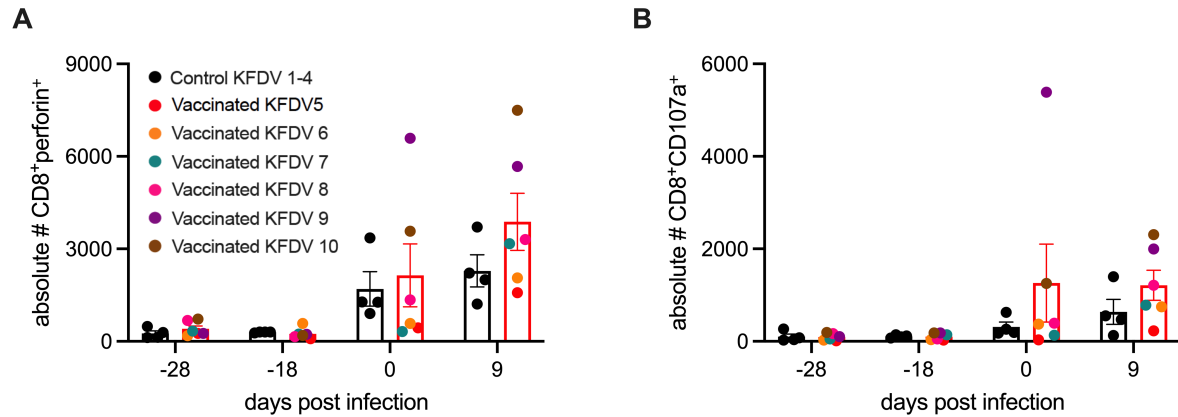 A
B
absolute # CD8⁺perforin⁺
9000
6000
3000
0
Control KFDV 1-4
Vaccinated KFDV5
Vaccinated KFDV 6
Vaccinated KFDV 7
Vaccinated KFDV 8
Vaccinated KFDV 9
Vaccinated KFDV 10
-28
-18
0
9
days post infection
absolute # CD8⁺CD107a⁺
6000
4000
2000
0
-28
-18
0
9
days post infection